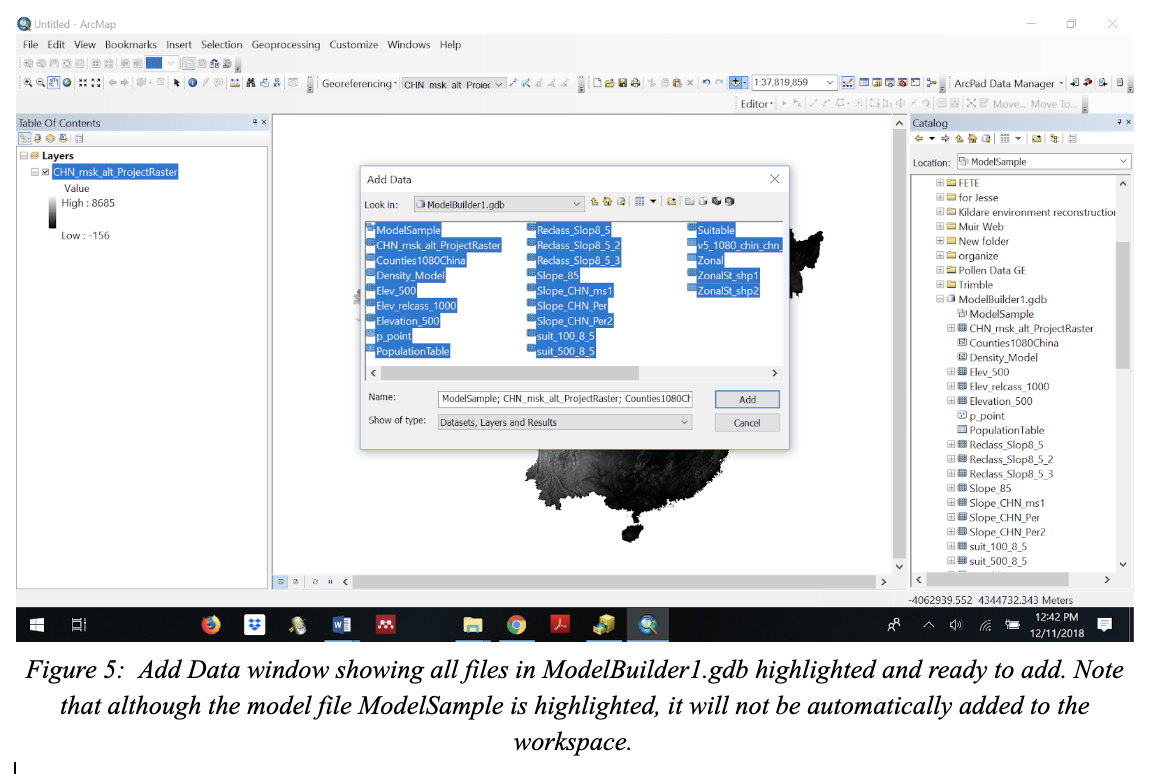 Untitled - ArcMap
File Edit View Bookmarks Insert Selection Geoprocessing Customize Windows Help
Georeferencing CHN_msk_alt_Projec 1:37,819,859 ArcPad Data Manager
Editor Move... Move To...
Table Of Contents
Layers
CHN_msk_alt_ProjectRaster
Value
High : 8685
Low : -156
Add Data
Look in: ModelBuilder1.gdb
ModelSample
CHN_msk_alt_ProjectRaster
Counties1080China
Density_Model
Elev_500
Elev_relcass_1000
Elevation_500
p_point
PopulationTable
Reclass_Slop8_5
Reclass_Slop8_5_2
Reclass_Slop8_5_3
Slope_85
Slope_CHN_ms1
Slope_CHN_Per
Slope_CHN_Per2
suit_100_8_5
suit_500_8_5
Suitable
v5_1080_chin_chn_
Zonal
ZonalSt_shp1
ZonalSt_shp2
Name: ModelSample; CHN_msk_alt_ProjectRaster; Counties1080Ch
Add
Show of type: Datasets, Layers and Results
Cancel
Catalog
Location: ModelSample
FETE
for Jesse
Kildare environment reconstruction
Muir Web
New folder
organize
Pollen Data GE
Trimble
ModelBuilder1.gdb
ModelSample
CHN_msk_alt_ProjectRaster
Counties1080China
Density_Model
Elev_500
Elev_relcass_1000
Elevation_500
p_point
PopulationTable
Reclass_Slop8_5
Reclass_Slop8_5_2
Reclass_Slop8_5_3
Slope_85
Slope_CHN_ms1
Slope_CHN_Per
Slope_CHN_Per2
suit_100_8_5
suit_500_8_5
-4062939.552 4344732.343 Meters
12:42 PM
12/11/2018
Figure 5: Add Data window showing all files in ModelBuilder1.gdb highlighted and ready to add. Note
that although the model file ModelSample is highlighted, it will not be automatically added to the
workspace.